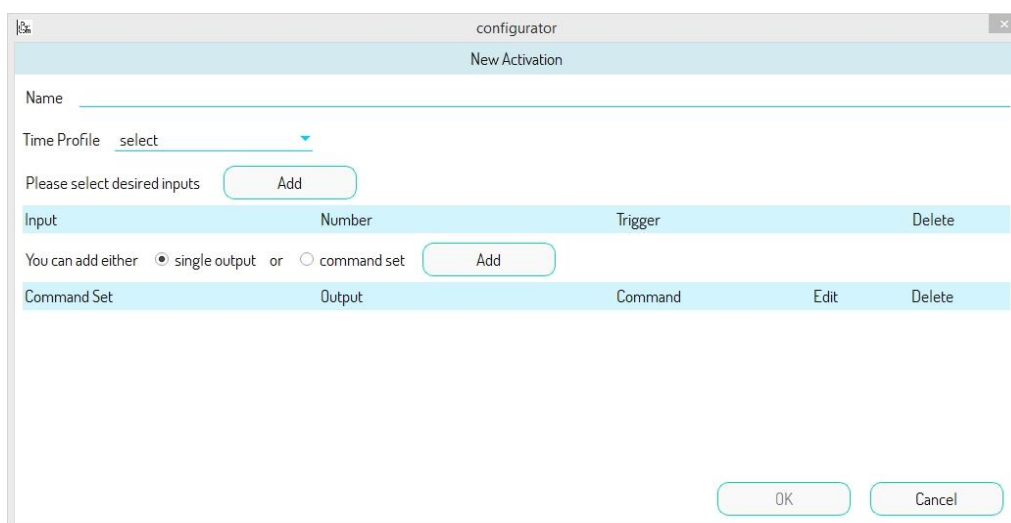 configurator
New Activation
Name
Time Profile select
Please select desired inputs Add
Input Number Trigger Delete
You can add either single output or command set Add
Command Set Output Command Edit Delete
OK Cancel